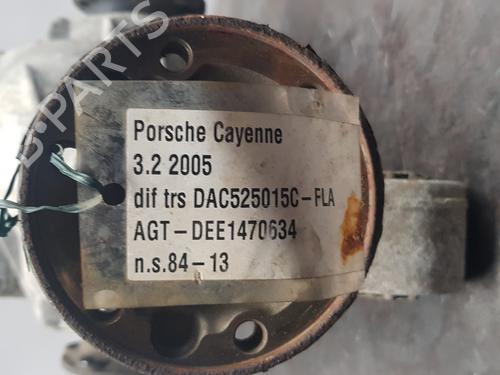 B-PARTS
Porsche Cayenne
3.2 2005
dif trs DAC525015C-FLA
AGT-DEE1470634
n.s.84-13